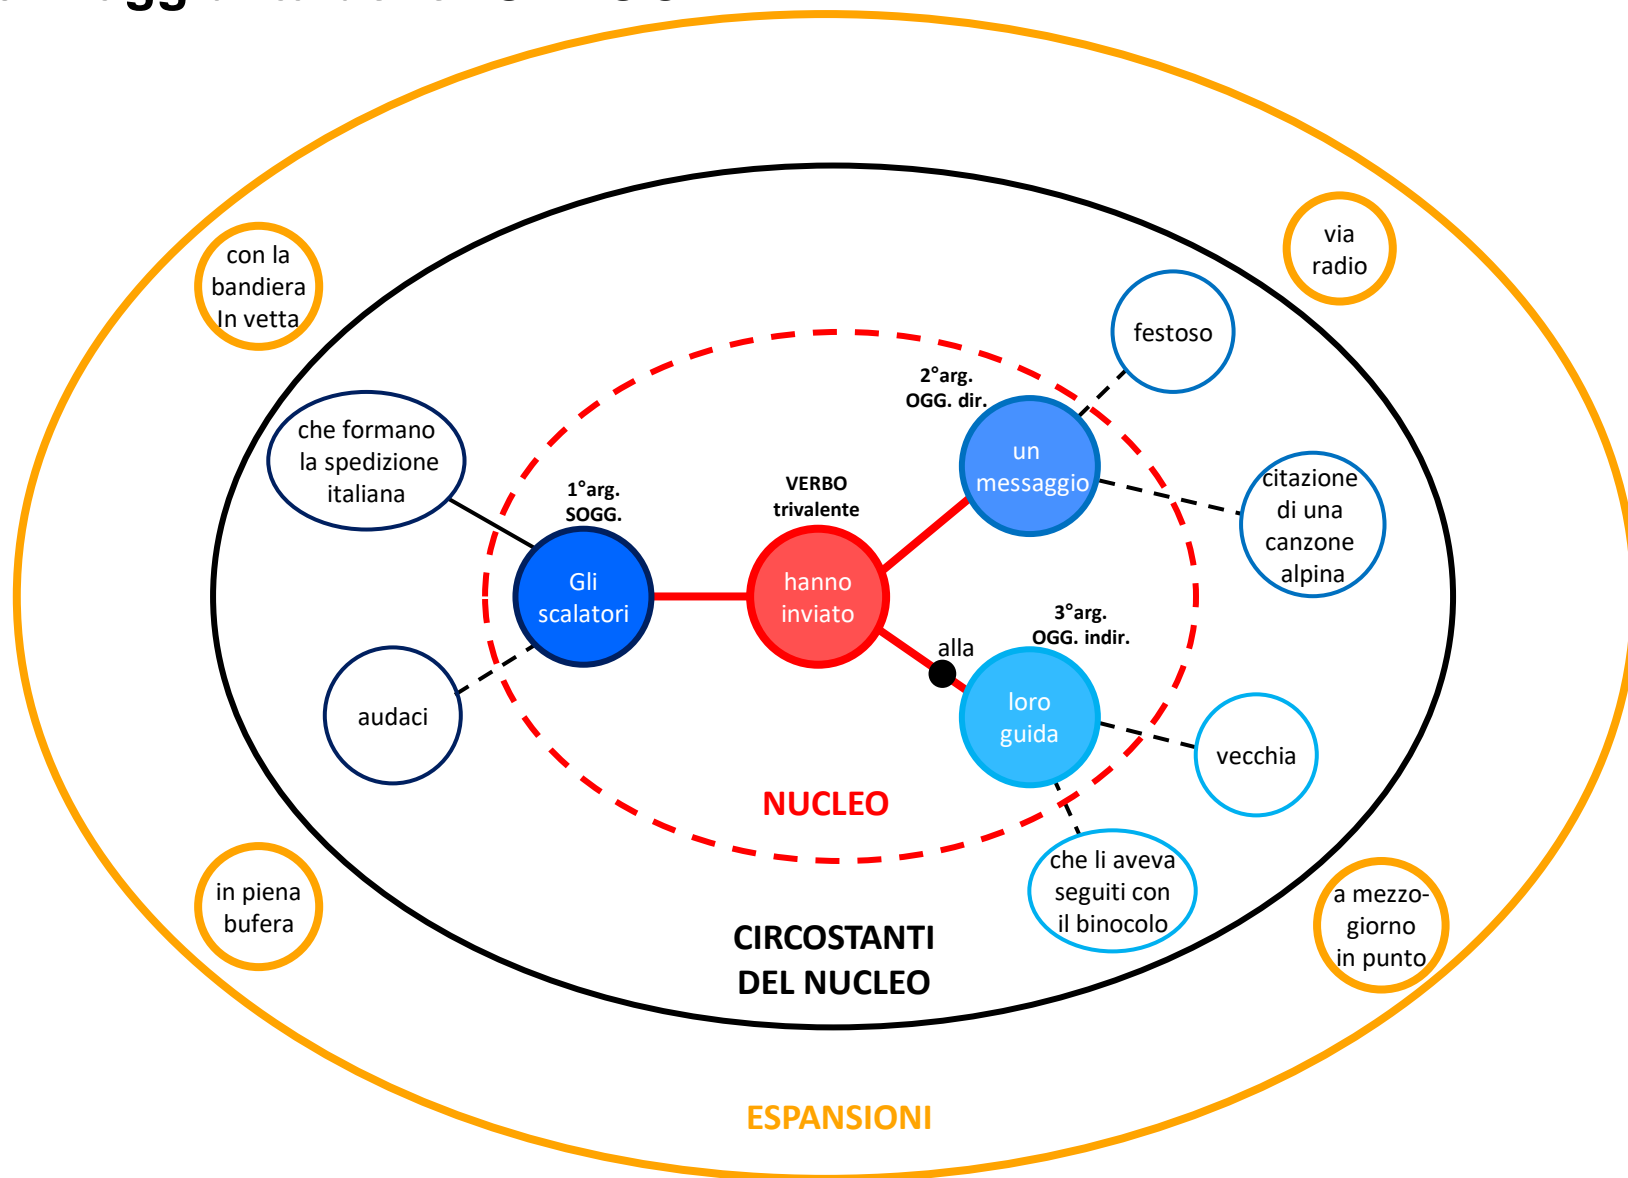 con la
bandiera
In vetta
via
radio
festoso
2°arg.
OGG. dir.
che formano
la spedizione
italiana
un
messaggio
citazione
di una
canzone
alpina
1°arg.
SOGG.
VERBO
trivalente
Gli
scalatori
hanno
inviato
3°arg.
OGG. indir.
alla
loro
guida
audaci
vecchia
NUCLEO
che li aveva
seguiti con
il binocolo
in piena
bufera
a mezzo-
giorno
in punto
CIRCOSTANTI
DEL NUCLEO
ESPANSIONI